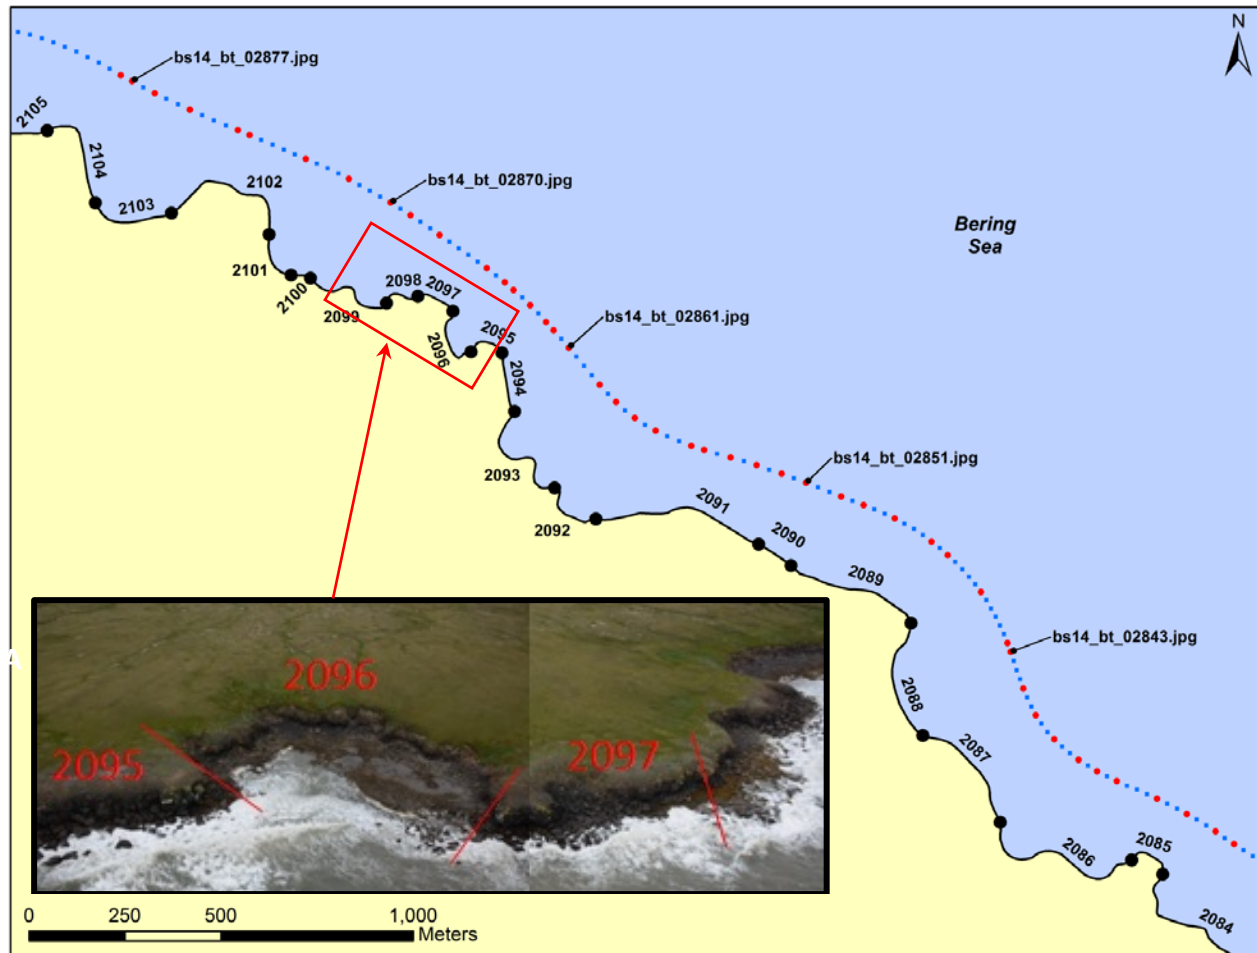 N
bs14_bt_02877.jpg
2105
2104
2103
2102
bs14_bt_02870.jpg
Bering
Sea
2101
2100
2099
2098
2097
2096
2095
2094
bs14_bt_02861.jpg
2093
2092
2091
2090
bs14_bt_02851.jpg
2089
bs14_bt_02843.jpg
2088
2087
2086
2085
2084
A
2096
2095
2097
0 250 500 1,000
Meters